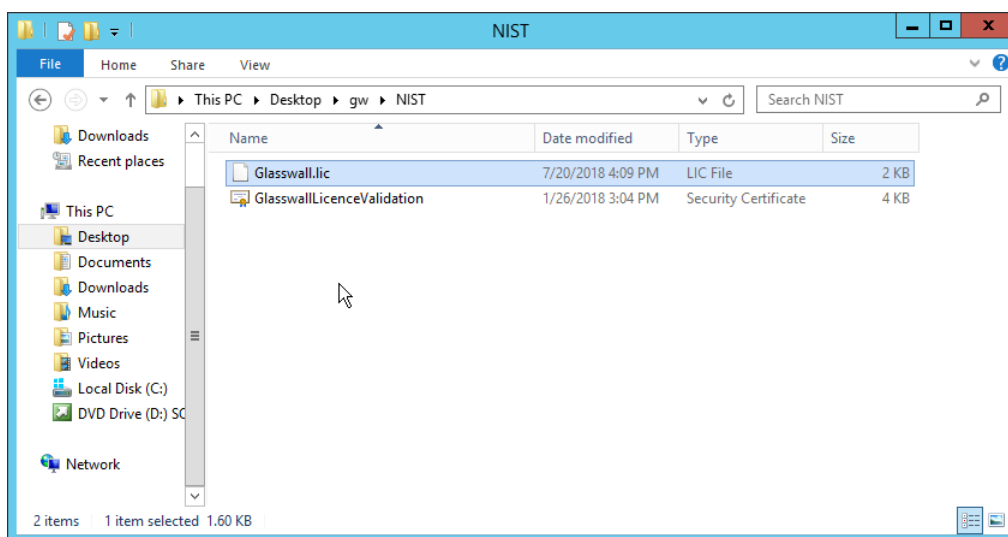 NIST
File Home Share View
This PC Desktop gw NIST Search NIST
Name Date modified Type Size
Glasswall.lic 7/20/2018 4:09 PM LIC File 2 KB
GlasswallLicenceValidation 1/26/2018 3:04 PM Security Certificate 4 KB
Downloads
Recent places
This PC
Desktop
Documents
Downloads
Music
Pictures
Videos
Local Disk (C:)
DVD Drive (D:) SC
Network
2 items 1 item selected 1.60 KB